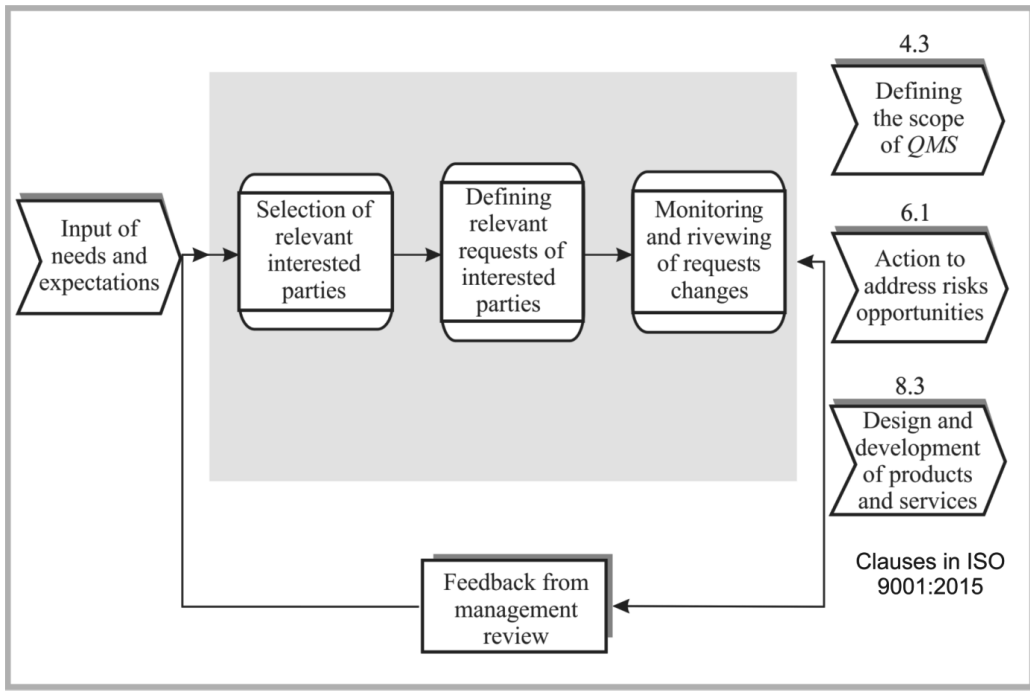 Input of
needs and
expectations
Selection of
relevant
interested
parties
Defining
relevant
requests of
interested
parties
Monitoring
and rivewing
of requests
changes
4.3
Defining
the scope
of QMS
6.1
Action to
address risks
opportunities
8.3
Design and
development
of products
and services
Clauses in ISO
9001:2015
Feedback from
management
review